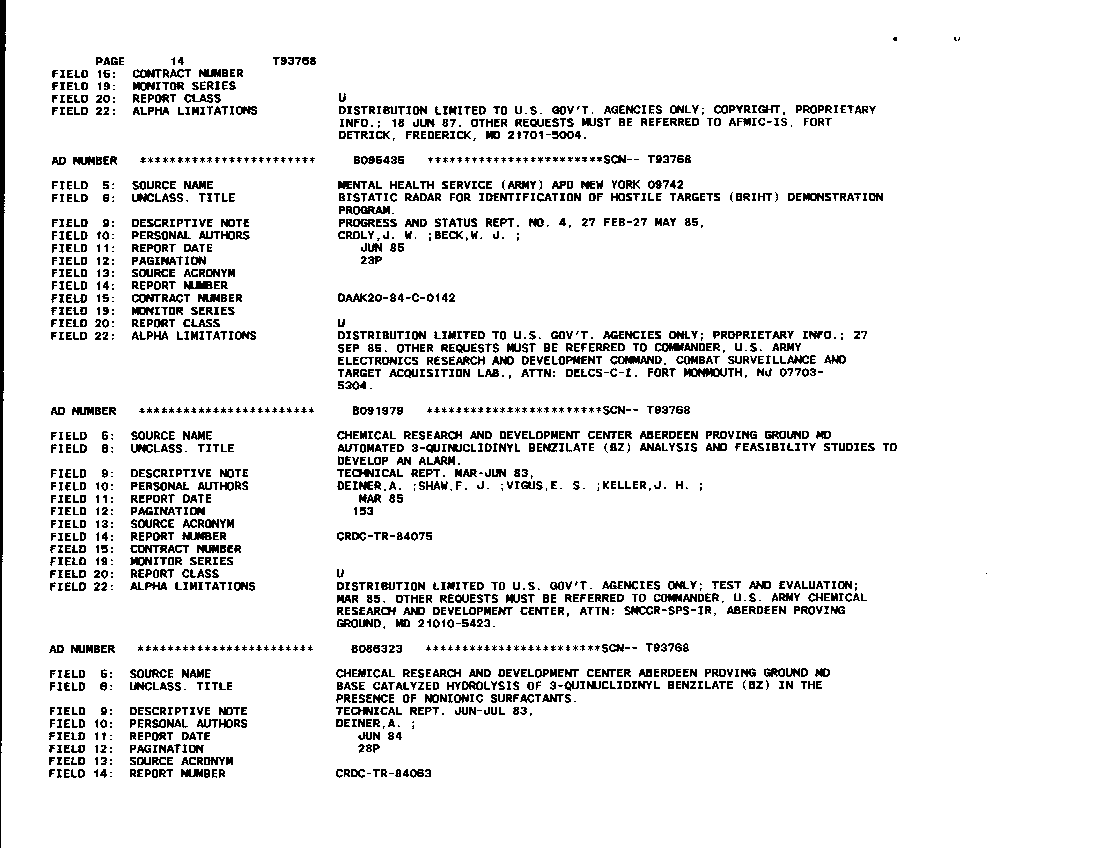 PAGE 14 T93768
FIELD 15: CONTRACT NUMBER
FIELD 19: MONITOR SERIES
FIELD 20: REPORT CLASS U
FIELD 22: ALPHA LIMITATIONS DISTRIBUTION LIMITED TO U.S. GOV'T. AGENCIES ONLY; COPYRIGHT, PROPRIETARY
INFO.; 18 JUN 87. OTHER REQUESTS MUST BE REFERRED TO AFMIC-IS, FORT
DETRICK, FREDERICK, MD 21701-5004.
AD NUMBER ************************ B095435 ************************SCN-- T93768
FIELD 5: SOURCE NAME MENTAL HEALTH SERVICE (ARMY) APO NEW YORK 09742
FIELD 8: UNCLASS. TITLE BISTATIC RADAR FOR IDENTIFICATION OF HOSTILE TARGETS (BRIHT) DEMONSTRATION
PROGRAM.
FIELD 9: DESCRIPTIVE NOTE PROGRESS AND STATUS REPT. NO. 4, 27 FEB-27 MAY 85,
FIELD 10: PERSONAL AUTHORS CROLY,J. W. ;BECK,W. J. ;
FIELD 11: REPORT DATE JUN 85
FIELD 12: PAGINATION 23P
FIELD 13: SOURCE ACRONYM
FIELD 14: REPORT NUMBER
FIELD 15: CONTRACT NUMBER DAAK20-84-C-0142
FIELD 19: MONITOR SERIES
FIELD 20: REPORT CLASS U
FIELD 22: ALPHA LIMITATIONS DISTRIBUTION LIMITED TO U.S. GOV'T. AGENCIES ONLY; PROPRIETARY INFO.; 27
SEP 85. OTHER REQUESTS MUST BE REFERRED TO COMMANDER, U.S. ARMY
ELECTRONICS RESEARCH AND DEVELOPMENT COMMAND, COMBAT SURVEILLANCE AND
TARGET ACQUISITION LAB., ATTN: DELCS-C-I. FORT MONMOUTH, NJ 07703-
5304.
AD NUMBER ************************ B091979 ************************SCN-- T93768
FIELD 5: SOURCE NAME CHEMICAL RESEARCH AND DEVELOPMENT CENTER ABERDEEN PROVING GROUND MD
FIELD 8: UNCLASS. TITLE AUTOMATED 3-QUINUCLIDINYL BENZILATE (BZ) ANALYSIS AND FEASIBILITY STUDIES TO
DEVELOP AN ALARM.
FIELD 9: DESCRIPTIVE NOTE TECHNICAL REPT. MAR-JUN 83,
FIELD 10: PERSONAL AUTHORS DEINER,A. ;SHAW,F. J. ;VIGUS,E. S. ;KELLER,J. H. ;
FIELD 11: REPORT DATE MAR 85
FIELD 12: PAGINATION 153
FIELD 13: SOURCE ACRONYM
FIELD 14: REPORT NUMBER CRDC-TR-84075
FIELD 15: CONTRACT NUMBER
FIELD 19: MONITOR SERIES
FIELD 20: REPORT CLASS U
FIELD 22: ALPHA LIMITATIONS DISTRIBUTION LIMITED TO U.S. GOV'T. AGENCIES ONLY; TEST AND EVALUATION;
MAR 85. OTHER REQUESTS MUST BE REFERRED TO COMMANDER, U.S. ARMY CHEMICAL
RESEARCH AND DEVELOPMENT CENTER, ATTN: SMCCR-SPS-IR, ABERDEEN PROVING
GROUND, MD 21010-5423.
AD NUMBER ************************ B086323 ************************SCN-- T93768
FIELD 5: SOURCE NAME CHEMICAL RESEARCH AND DEVELOPMENT CENTER ABERDEEN PROVING GROUND MD
FIELD 8: UNCLASS. TITLE BASE CATALYZED HYDROLYSIS OF 3-QUINUCLIDINYL BENZILATE (BZ) IN THE
PRESENCE OF NONIONIC SURFACTANTS.
FIELD 9: DESCRIPTIVE NOTE TECHNICAL REPT. JUN-JUL 83,
FIELD 10: PERSONAL AUTHORS DEINER,A. ;
FIELD 11: REPORT DATE JUN 84
FIELD 12: PAGINATION 28P
FIELD 13: SOURCE ACRONYM
FIELD 14: REPORT NUMBER CRDC-TR-84063